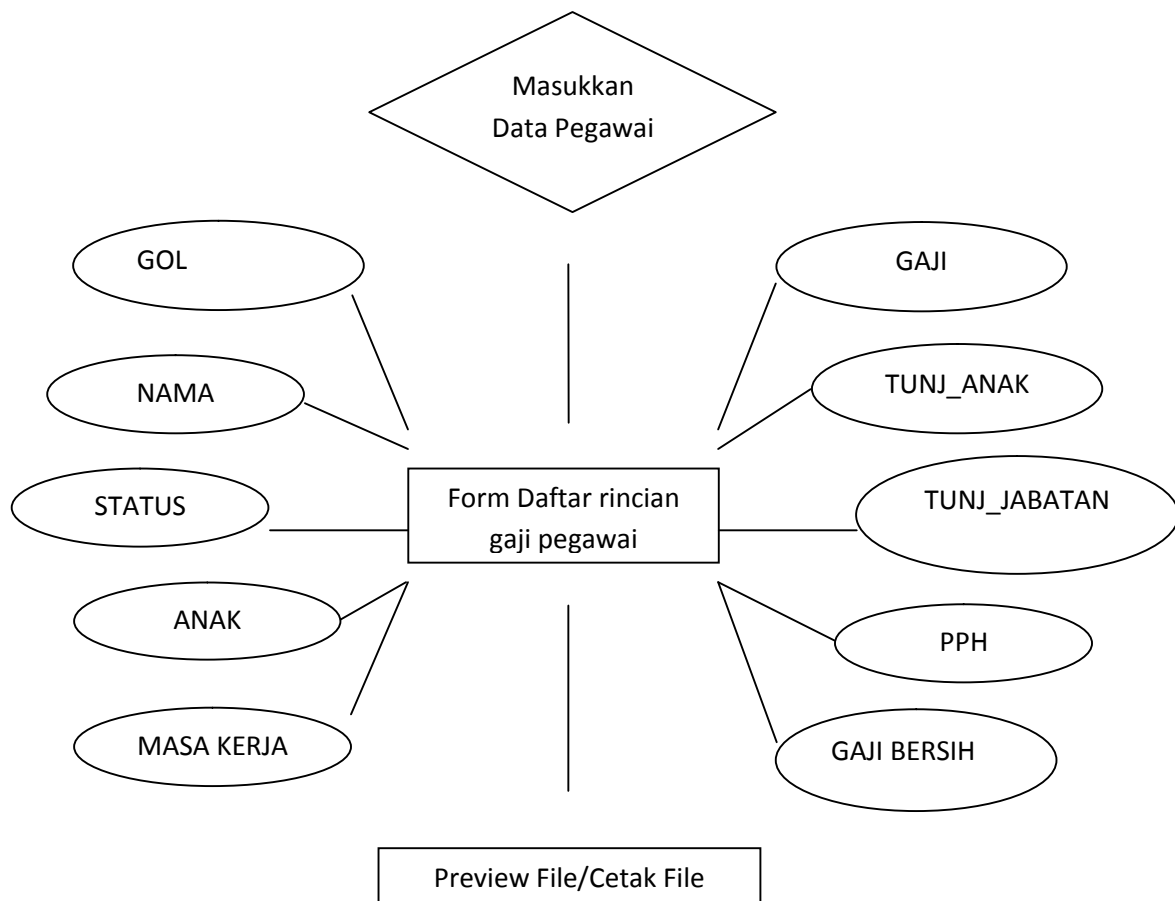 Masukkan
Data Pegawai
GOL
GAJI
NAMA
TUNJ_ANAK
STATUS
Form Daftar rincian
gaji pegawai
TUNJ_JABATAN
ANAK
PPH
MASA KERJA
GAJI BERSIH
Preview File/Cetak File